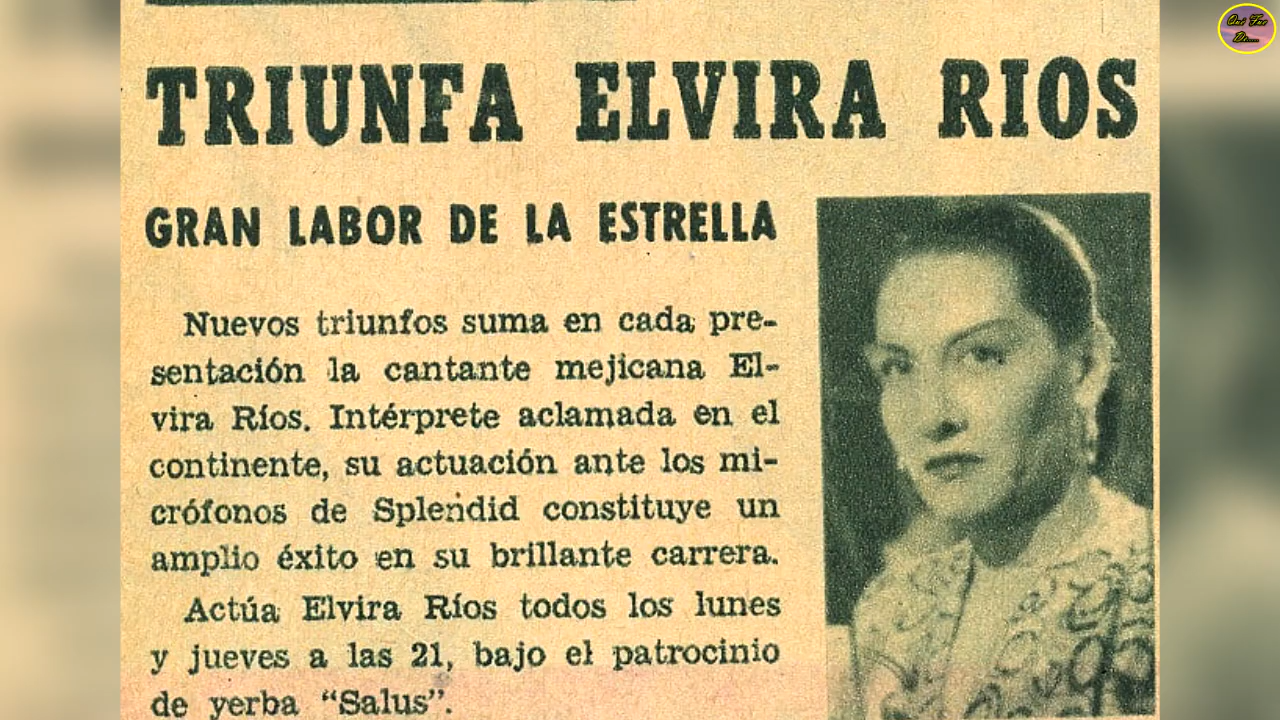 Qué Fue
De.....
TRIUNFA ELVIRA RIOS
GRAN LABOR DE LA ESTRELLA
Nuevos triunfos suma en cada pre-
sentación la cantante mejicana El-
vira Ríos. Intérprete aclamada en el
continente, su actuación ante los mi-
crófonos de Splendid constituye un
amplio éxito en su brillante carrera.
Actúa Elvira Ríos todos los lunes
y jueves a las 21, bajo el patrocinio
de yerba “Salus”.